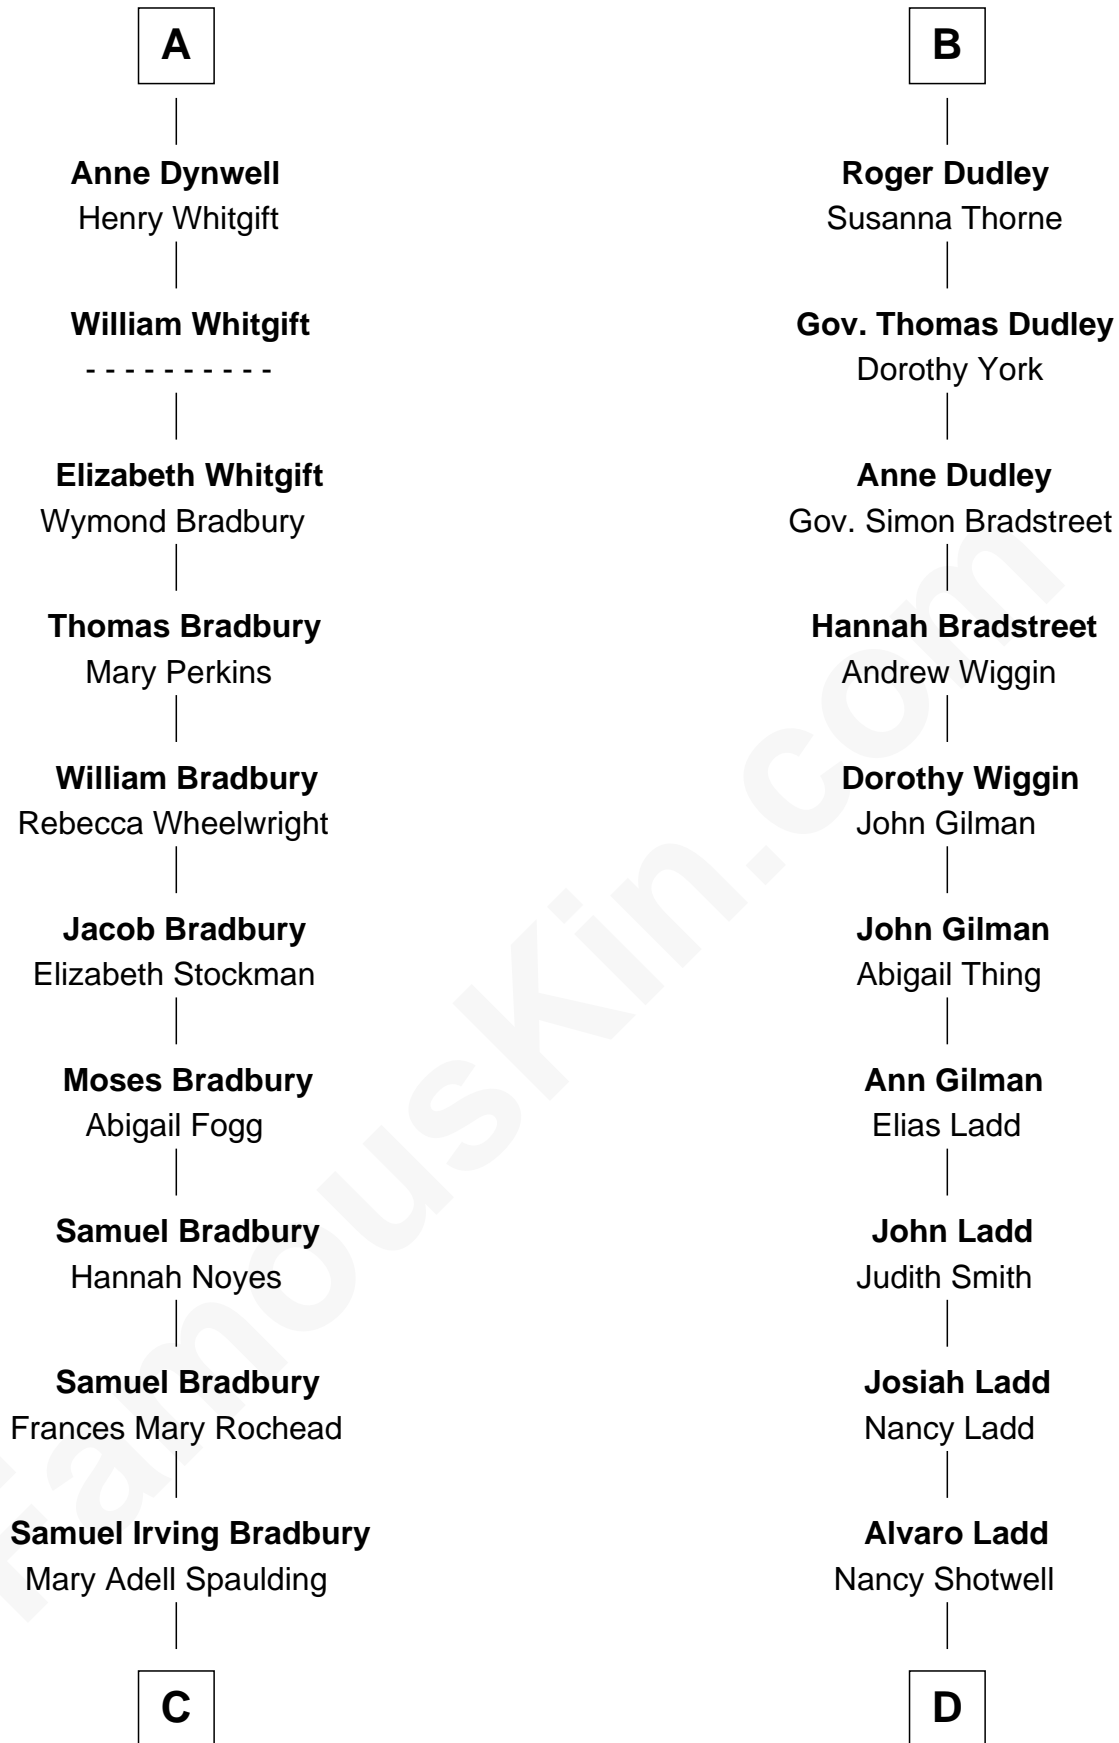 A
Anne Dynwell
Henry Whitgift
William Whitgift
- - - - - - - - - -
Elizabeth Whitgift
Wymond Bradbury
Thomas Bradbury
Mary Perkins
William Bradbury
Rebecca Wheelwright
Jacob Bradbury
Elizabeth Stockman
Moses Bradbury
Abigail Fogg
Samuel Bradbury
Hannah Noyes
Samuel Bradbury
Frances Mary Rochead
Samuel Irving Bradbury
Mary Adell Spaulding
C
B
Roger Dudley
Susanna Thorne
Gov. Thomas Dudley
Dorothy York
Anne Dudley
Gov. Simon Bradstreet
Hannah Bradstreet
Andrew Wiggin
Dorothy Wiggin
John Gilman
John Gilman
Abigail Thing
Ann Gilman
Elias Ladd
John Ladd
Judith Smith
Josiah Ladd
Nancy Ladd
Alvaro Ladd
Nancy Shotwell
D
FamousKin.com